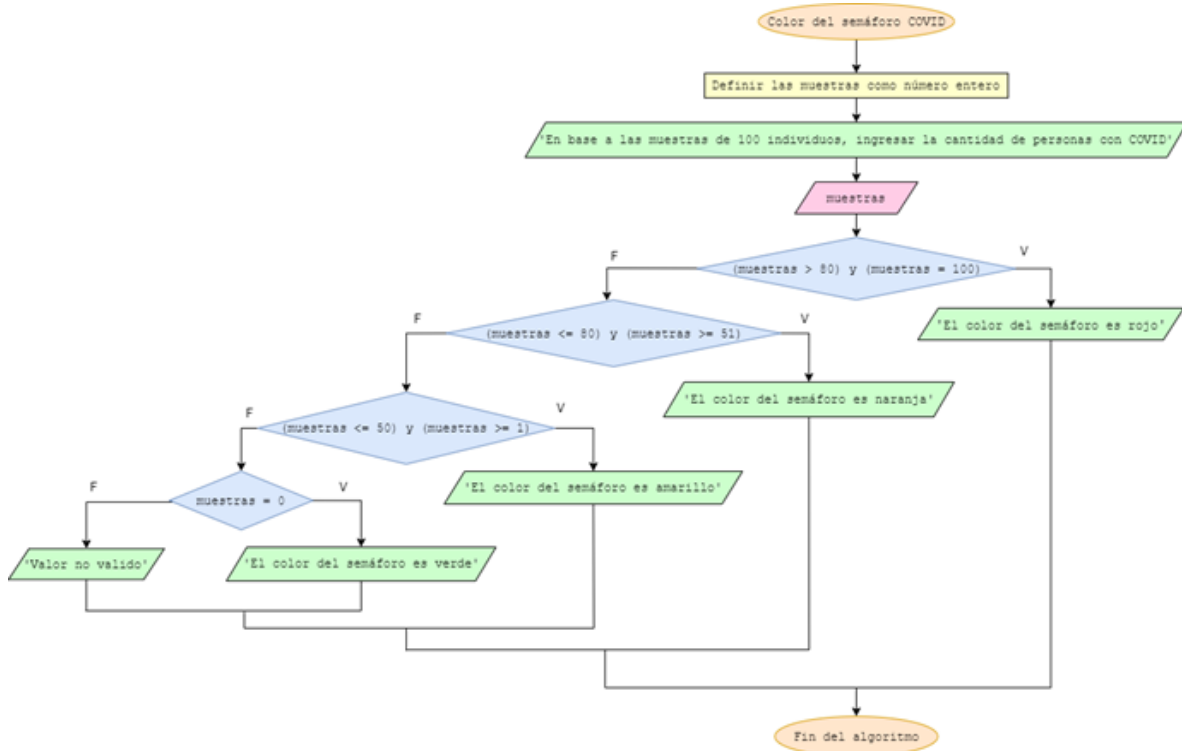 Color del semáforo COVID
Definir las muestras como número entero
'En base a las muestras de 100 individuos, ingresar la cantidad de personas con COVID'
muestras
F
V
(muestras > 80) y (muestras = 100)
'El color del semáforo es rojo'
F
V
(muestras <= 80) y (muestras >= 51)
'El color del semáforo es naranja'
F
V
(muestras <= 50) y (muestras >= 1)
'El color del semáforo es amarillo'
F
V
muestras = 0
'Valor no valido'
'El color del semáforo es verde'
Fin del algoritmo